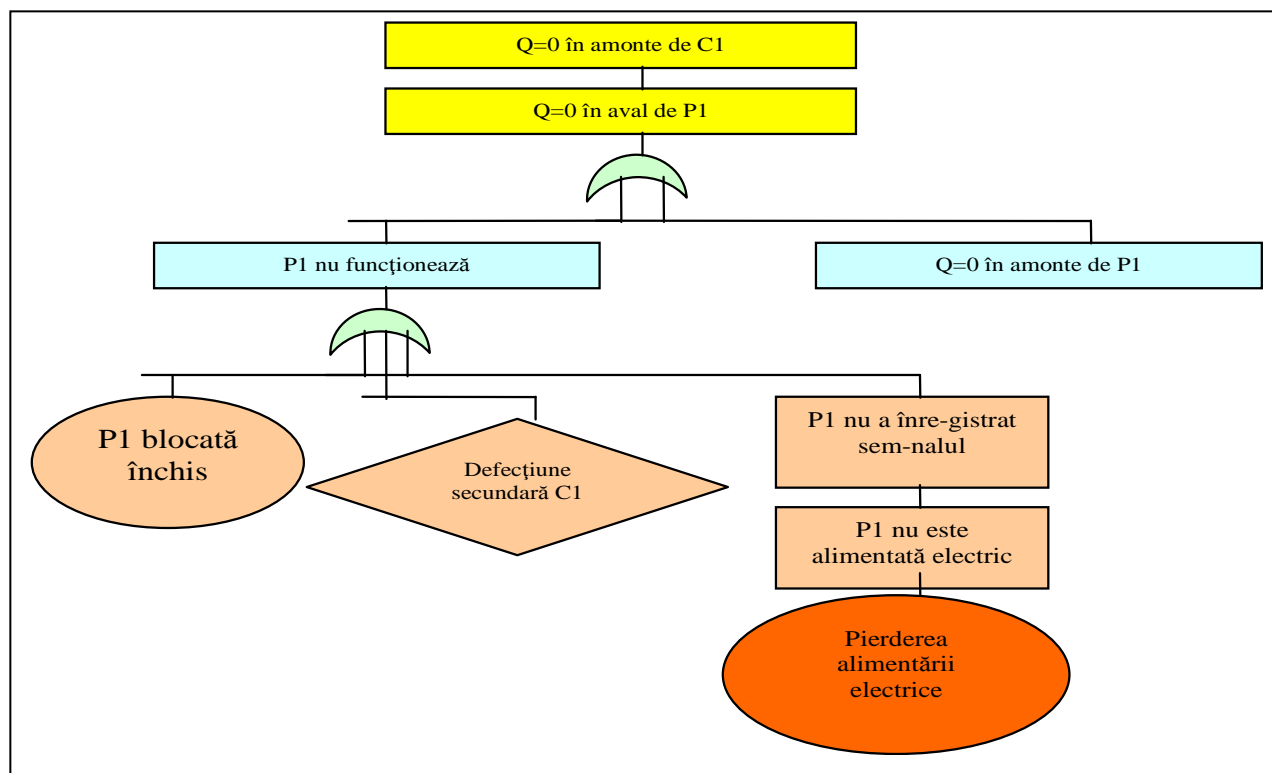 Q=0 în amonte de C1
Q=0 în aval de P1
P1 nu funcţionează
Q=0 în amonte de P1
P1 blocată
închis
Defecţiune
secundară C1
P1 nu a înre-gistrat
sem-nalul
P1 nu este
alimentată electric
Pierderea
alimentării
electrice